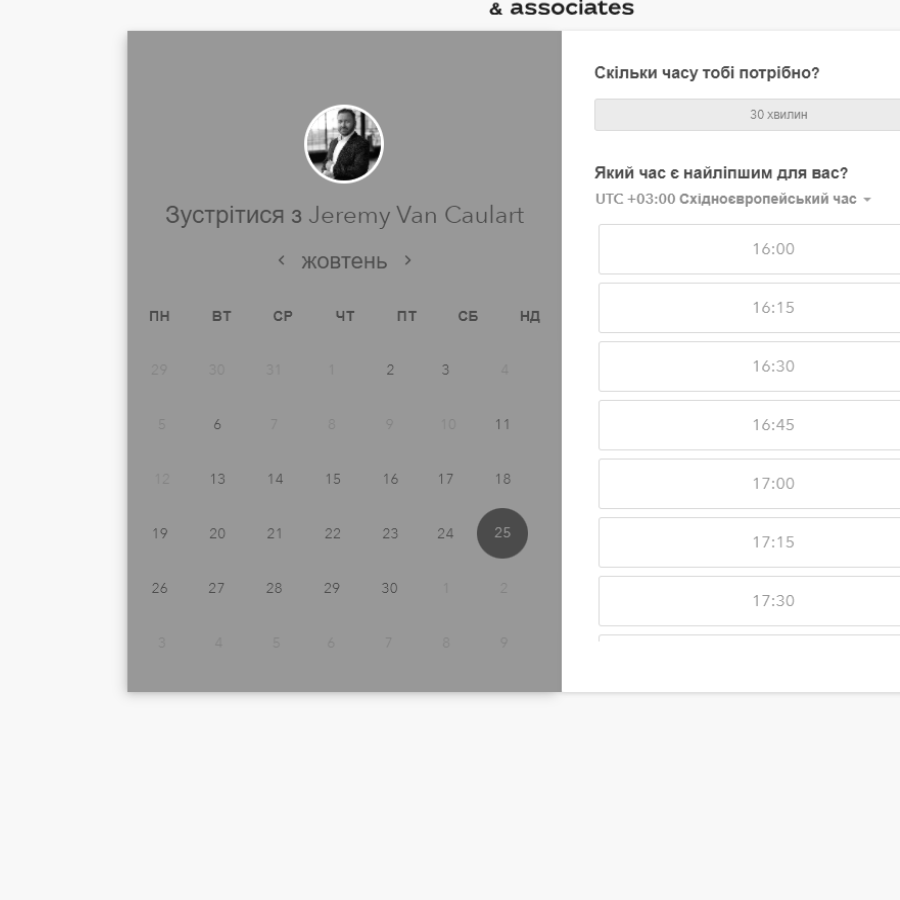 & associates
Зустрітися з Jeremy Van Caulart
жовтень
ПН ВТ СР ЧТ ПТ СБ НД
29 30 31 1 2 3 4
5 6 7 8 9 10 11
12 13 14 15 16 17 18
19 20 21 22 23 24 25
26 27 28 29 30 1 2
3 4 5 6 7 8 9
Скільки часу тобі потрібно?
30 хвилин
Який час є найліпшим для вас?
UTC +03:00 Східноєвропейський час
16:00
16:15
16:30
16:45
17:00
17:15
17:30